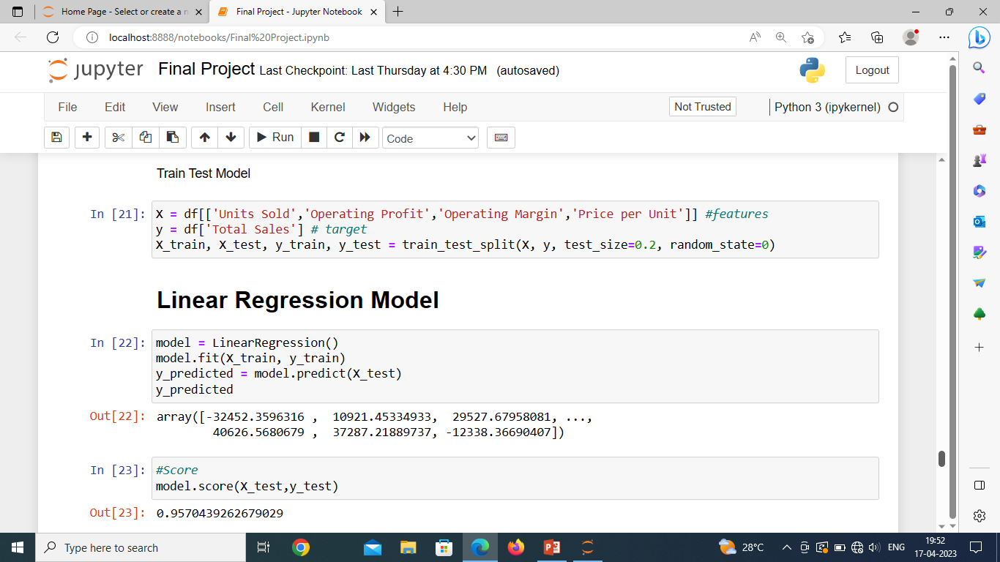 Home Page - Select or create a n
Final Project - Jupyter Notebook
localhost:8888/notebooks/Final%20Project.ipynb
jupyter Final Project Last Checkpoint: Last Thursday at 4:30 PM (autosaved)
Logout
File Edit View Insert Cell Kernel Widgets Help
Not Trusted
Python 3 (ipykernel)
Run
Code
Train Test Model
In [21]: X = df[['Units Sold','Operating Profit','Operating Margin','Price per Unit']] #features
y = df['Total Sales'] # target
X_train, X_test, y_train, y_test = train_test_split(X, y, test_size=0.2, random_state=0)
Linear Regression Model
In [22]: model = LinearRegression()
model.fit(X_train, y_train)
y_predicted = model.predict(X_test)
y_predicted
Out[22]: array([-32452.3596316 , 10921.45334933, 29527.67958081, ...,
40626.5680679 , 37287.21889737, -12338.36690407])
In [23]: #Score
model.score(X_test,y_test)
Out[23]: 0.9570439262679029
Type here to search
28°C
ENG
19:52
17-04-2023